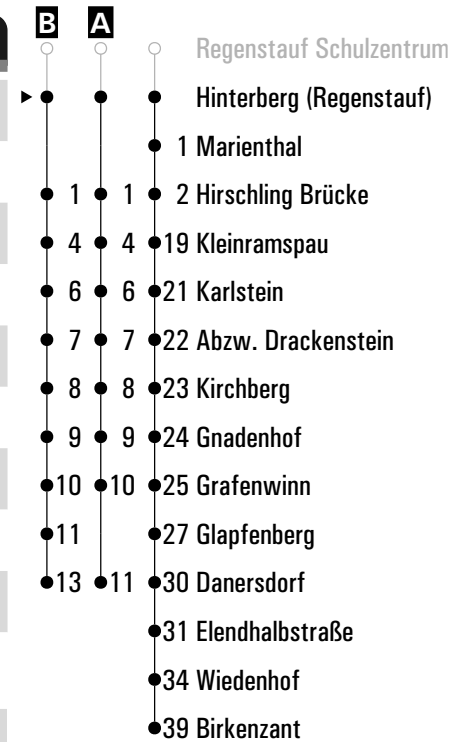 B A
Regenstauf Schulzentrum
Hinterberg (Regenstauf)
1 Marienthal
1 1 2 Hirschling Brücke
4 4 19 Kleinramspau
6 6 21 Karlstein
7 7 22 Abzw. Drackenstein
8 8 23 Kirchberg
9 9 24 Gnadenhof
10 10 25 Grafenwinn
11 27 Glapfenberg
13 11 30 Danersdorf
31 Elendhalbstraße
34 Wiedenhof
39 Birkenzant